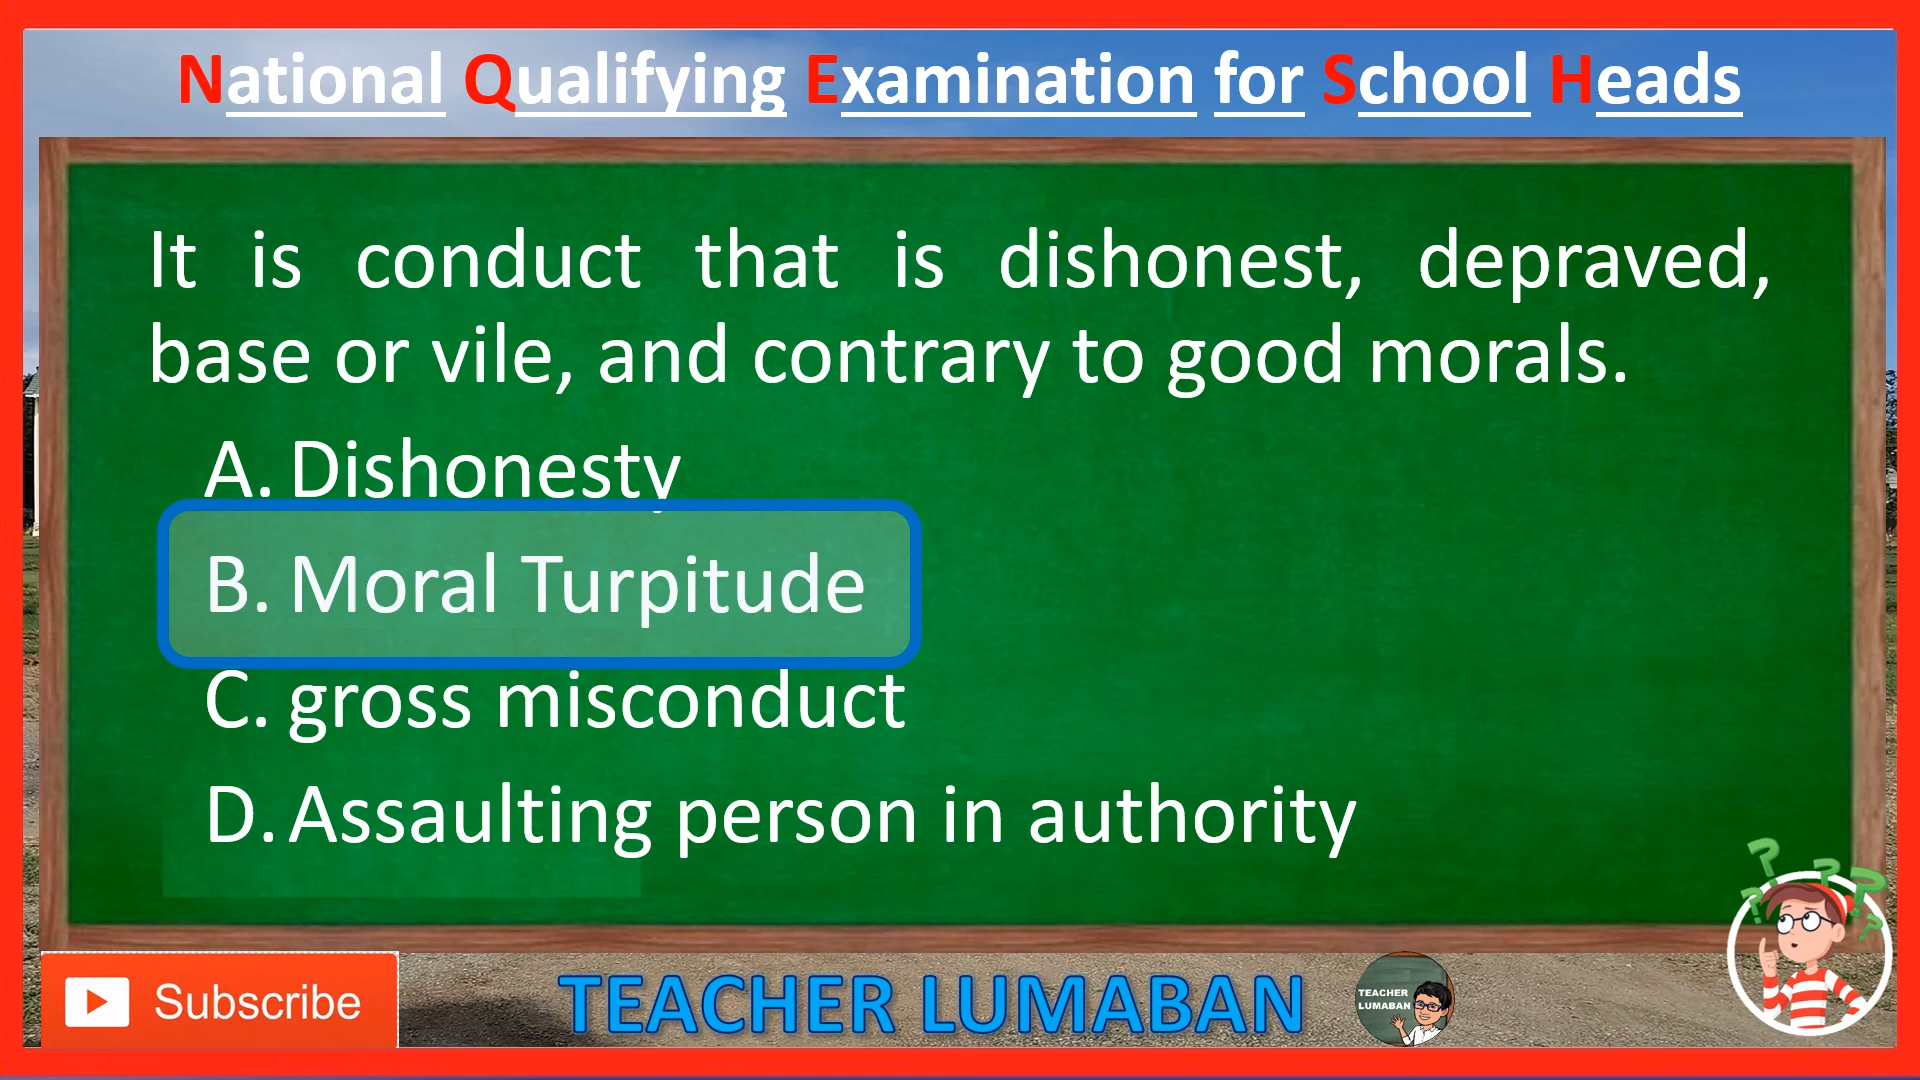 National Qualifying Examination for School Heads
It is conduct that is dishonest, depraved,
base or vile, and contrary to good morals.
A. Dishonesty
B. Moral Turpitude
C. gross misconduct
D. Assaulting person in authority
Subscribe
TEACHER LUMABAN
TEACHER
LUMABAN